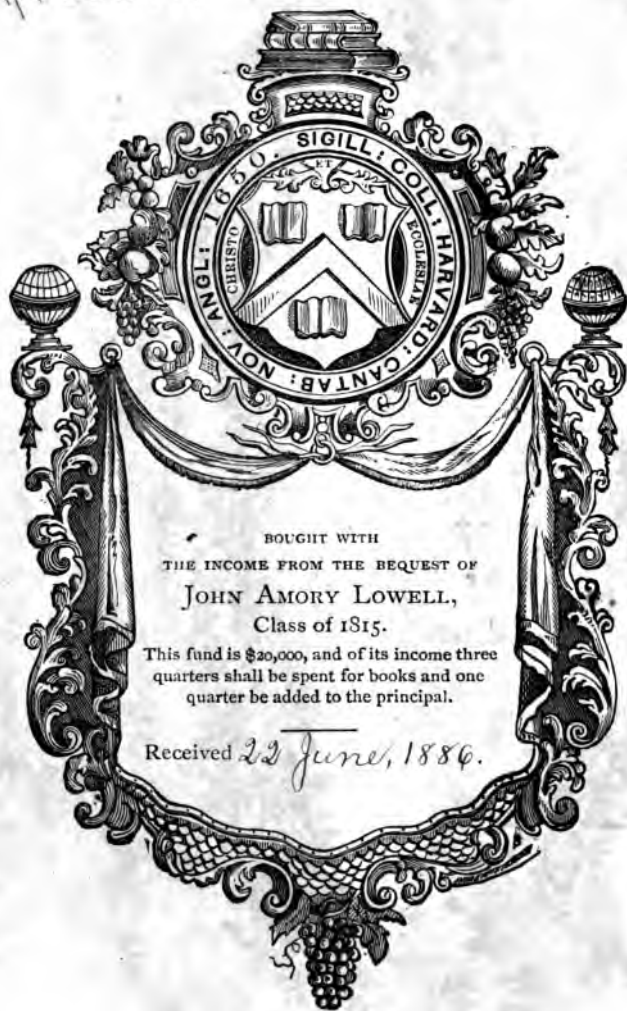 SIGILL: COLL: HARVARD: CANTAB: NOV: ANGL: 1650.
ET
CHRISTO
ECCLESIAE
BOUGHT WITH
THE INCOME FROM THE BEQUEST OF
JOHN AMORY LOWELL,
Class of 1815.
This fund is $20,000, and of its income three
quarters shall be spent for books and one
quarter be added to the principal.
Received 22 June, 1886.